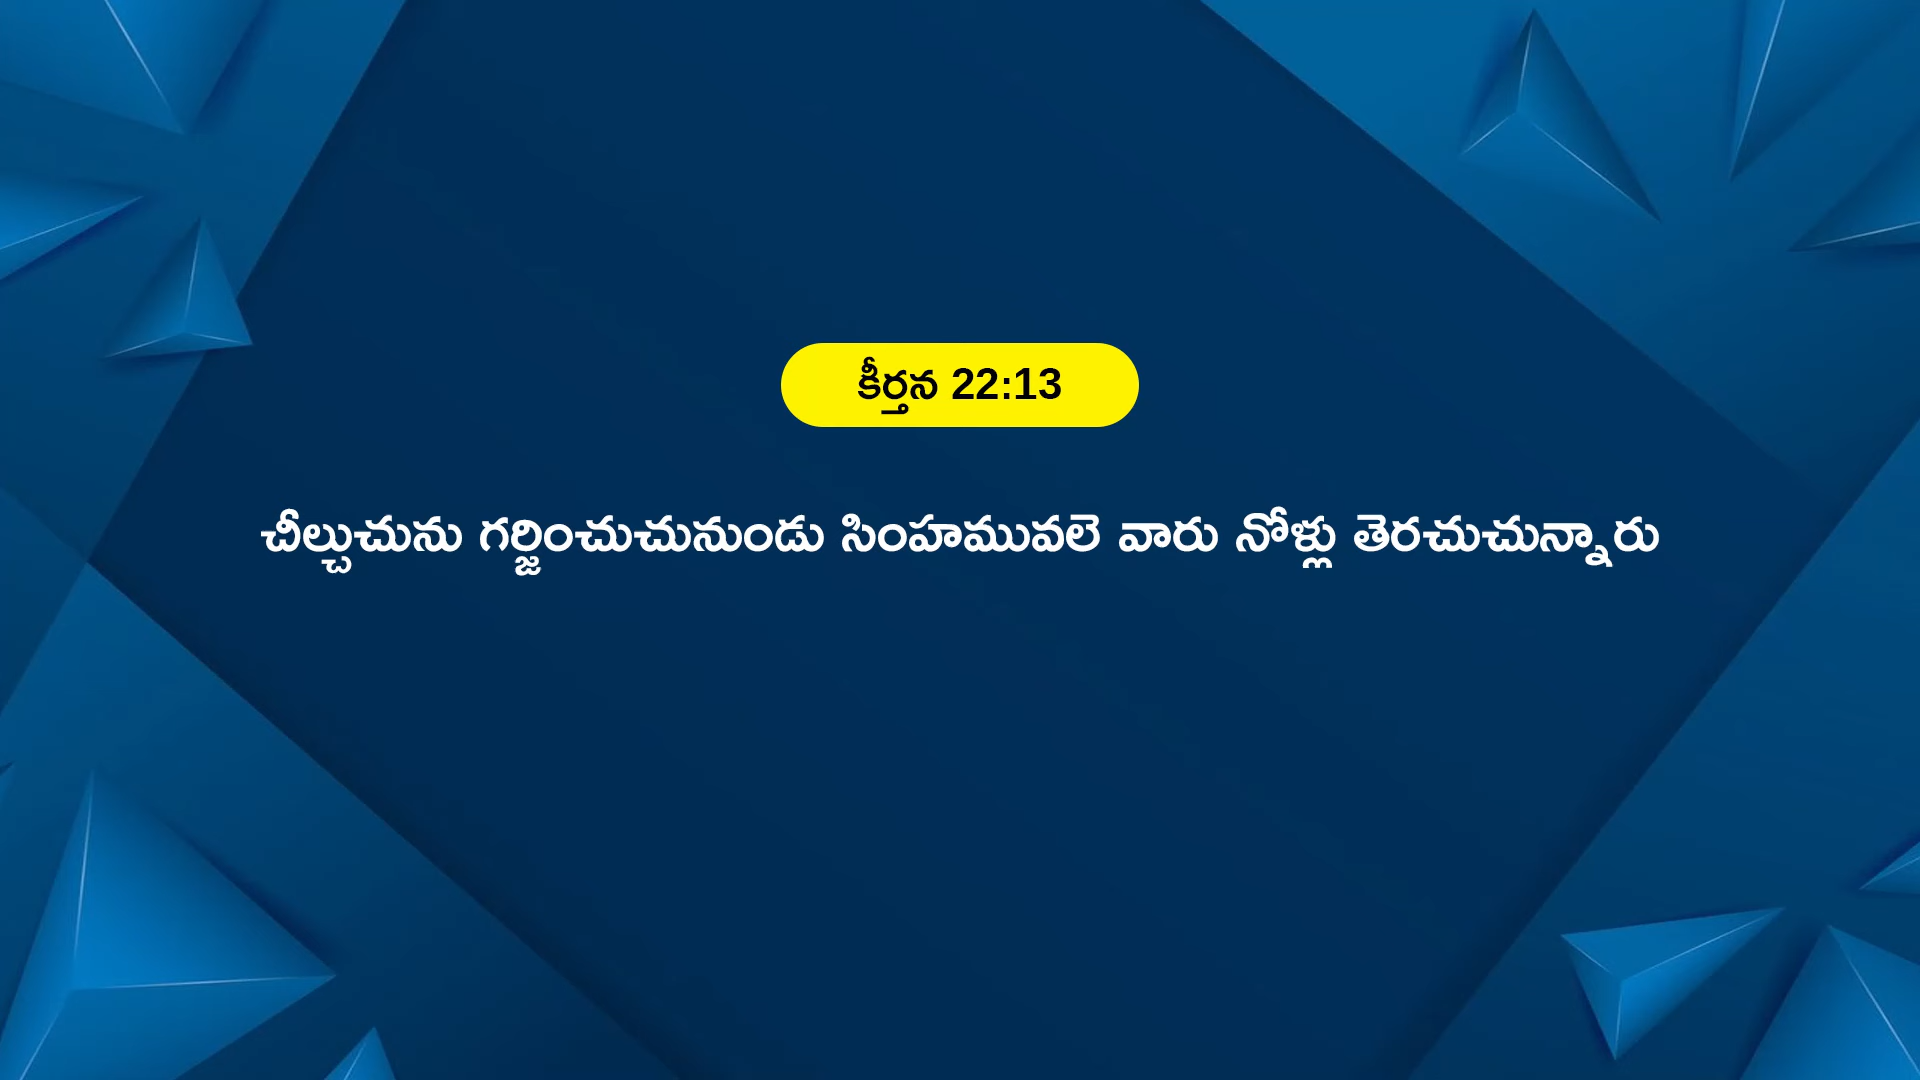 కీర్తన 22:13
చీల్చుచును గర్జించుచునుండు సింహమువలె వారు నోళ్లు తెరచుచున్నారు